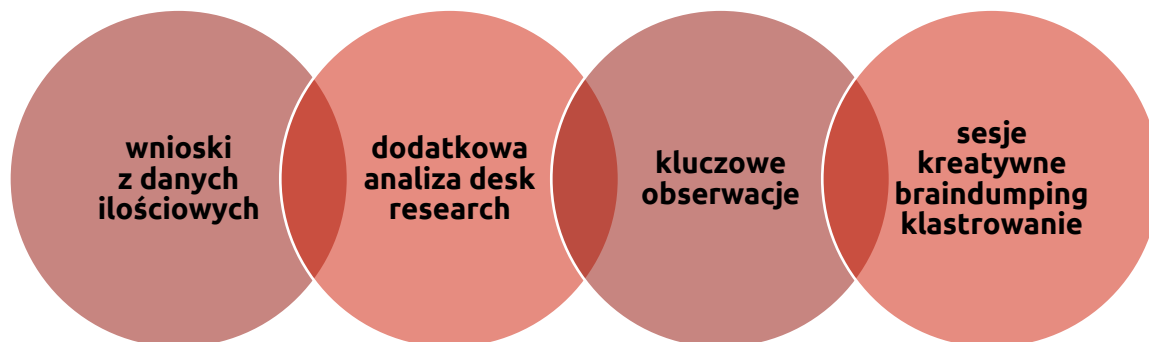 wnioski
z danych
ilościowych
dodatkowa
analiza desk
research
kluczowe
obserwacje
sesje
kreatywne
braindumping
klastrowanie